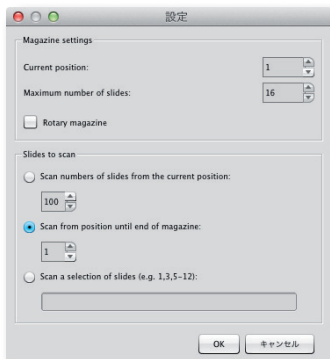 設定
Magazine settings
Current position: 1
Maximum number of slides: 16
Rotary magazine
Slides to scan
Scan numbers of slides from the current position:
100
Scan from position until end of magazine:
1
Scan a selection of slides (e.g. 1,3,5-12):
OK キャンセル